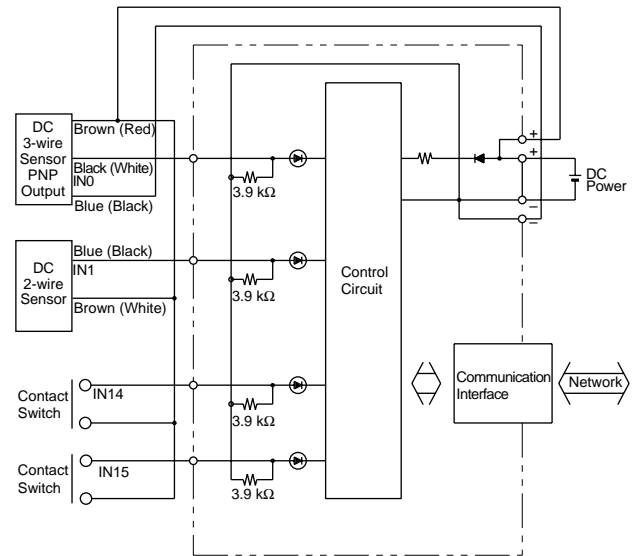 DC
3-wire
Sensor
PNP
Output
Brown (Red)
Black (White)
IN0
Blue (Black)
3.9 kΩ
DC
2-wire
Sensor
Blue (Black)
IN1
Brown (White)
3.9 kΩ
Contact
Switch
IN14
3.9 kΩ
Contact
Switch
IN15
3.9 kΩ
Control
Circuit
+
+
−
−
DC
Power
Communication
Interface
Network